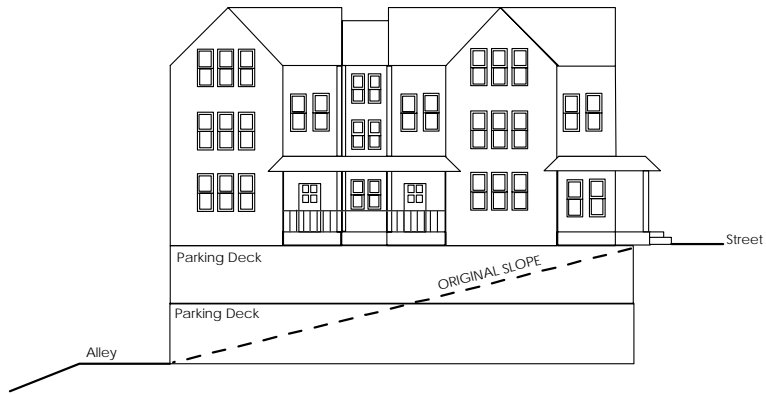 Street
Parking Deck
ORIGINAL SLOPE
Parking Deck
Alley